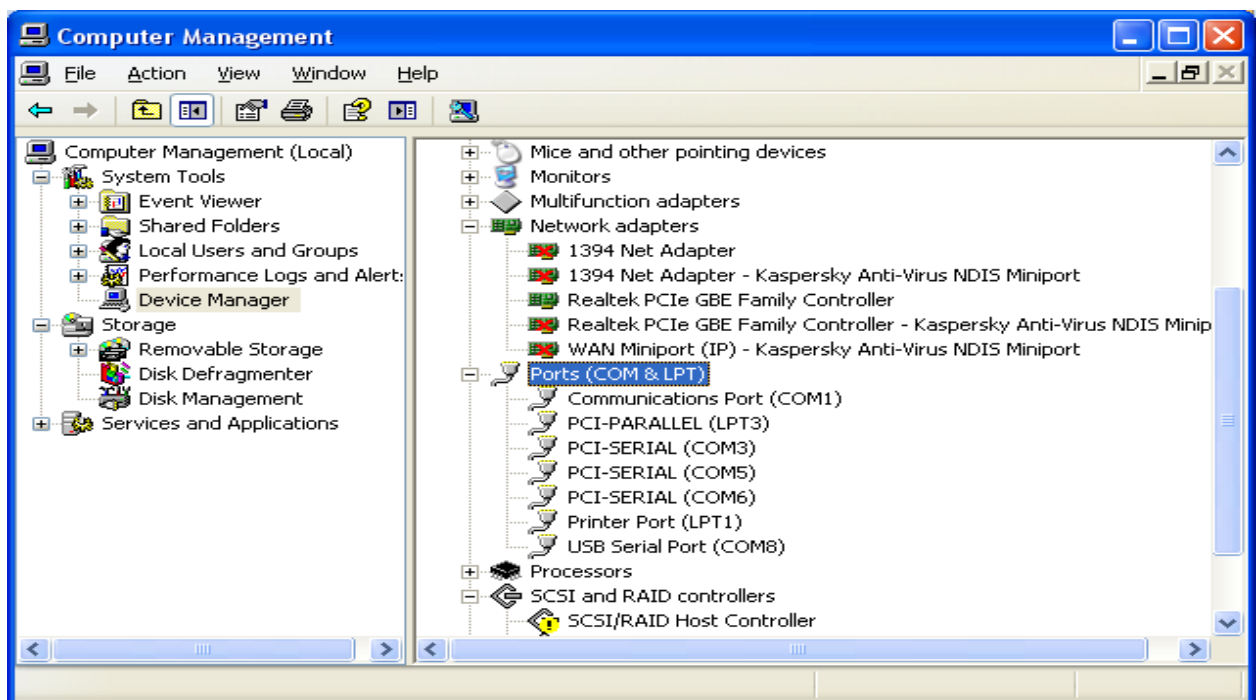 Computer Management
File Action View Window Help
Computer Management (Local)
System Tools
Event Viewer
Shared Folders
Local Users and Groups
Performance Logs and Alert:
Device Manager
Storage
Removable Storage
Disk Defragmenter
Disk Management
Services and Applications
Mice and other pointing devices
Monitors
Multifunction adapters
Network adapters
1394 Net Adapter
1394 Net Adapter - Kaspersky Anti-Virus NDIS Miniport
Realtek PCIe GBE Family Controller
Realtek PCIe GBE Family Controller - Kaspersky Anti-Virus NDIS Minip
WAN Miniport (IP) - Kaspersky Anti-Virus NDIS Miniport
Ports (COM & LPT)
Communications Port (COM1)
PCI-PARALLEL (LPT3)
PCI-SERIAL (COM3)
PCI-SERIAL (COM5)
PCI-SERIAL (COM6)
Printer Port (LPT1)
USB Serial Port (COM8)
Processors
SCSI and RAID controllers
SCSI/RAID Host Controller